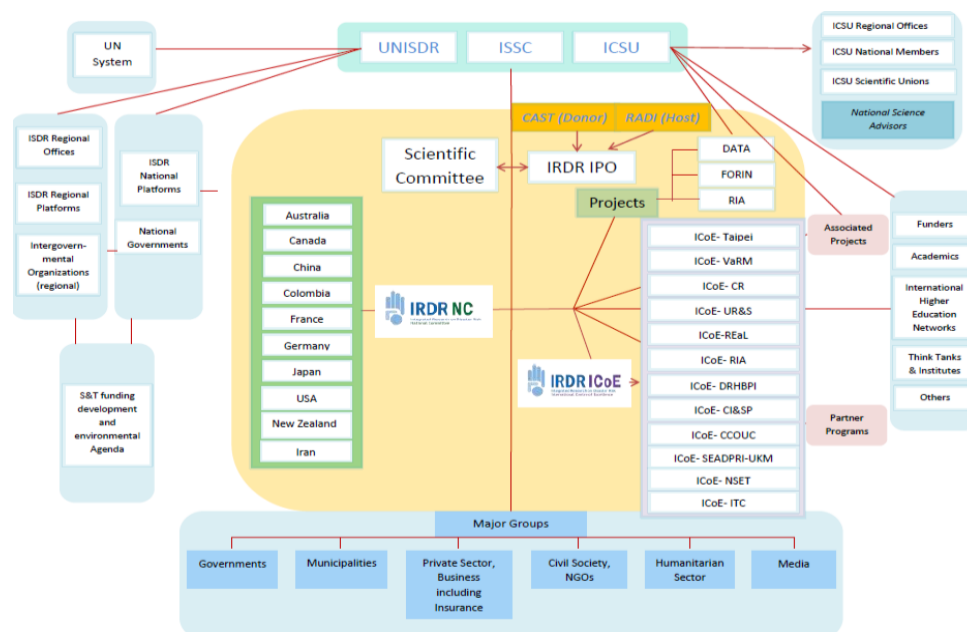 UN
System
UNISDR
ISSC
ICSU
ICSU Regional Offices
ICSU National Members
ICSU Scientific Unions
National Science
Advisors
ISDR Regional
Offices
ISDR Regional
Platforms
Intergovern-
mental
Organizations
(regional)
ISDR
National
Platforms
National
Governments
S&T funding
development
and
environmental
Agenda
CAST (Donor)
RADI (Host)
Scientific
Committee
IRDR IPO
DATA
FORIN
RIA
Projects
Australia
Canada
China
Colombia
France
Germany
Japan
USA
New Zealand
Iran
IRDR NC
IRDR ICoE
ICoE- Taipei
ICoE- VaRM
ICoE- CR
ICoE- UR&S
ICoE-REaL
ICoE- RIA
ICoE- DRHBPI
ICoE- CI&SP
ICoE- CCOUC
ICoE- SEADPRI-UKM
ICoE- NSET
ICoE- ITC
Associated
Projects
Partner
Programs
Funders
Academics
International
Higher
Education
Networks
Think Tanks
& Institutes
Others
Major Groups
Governments
Municipalities
Private Sector,
Business
including
Insurance
Civil Society,
NGOs
Humanitarian
Sector
Media